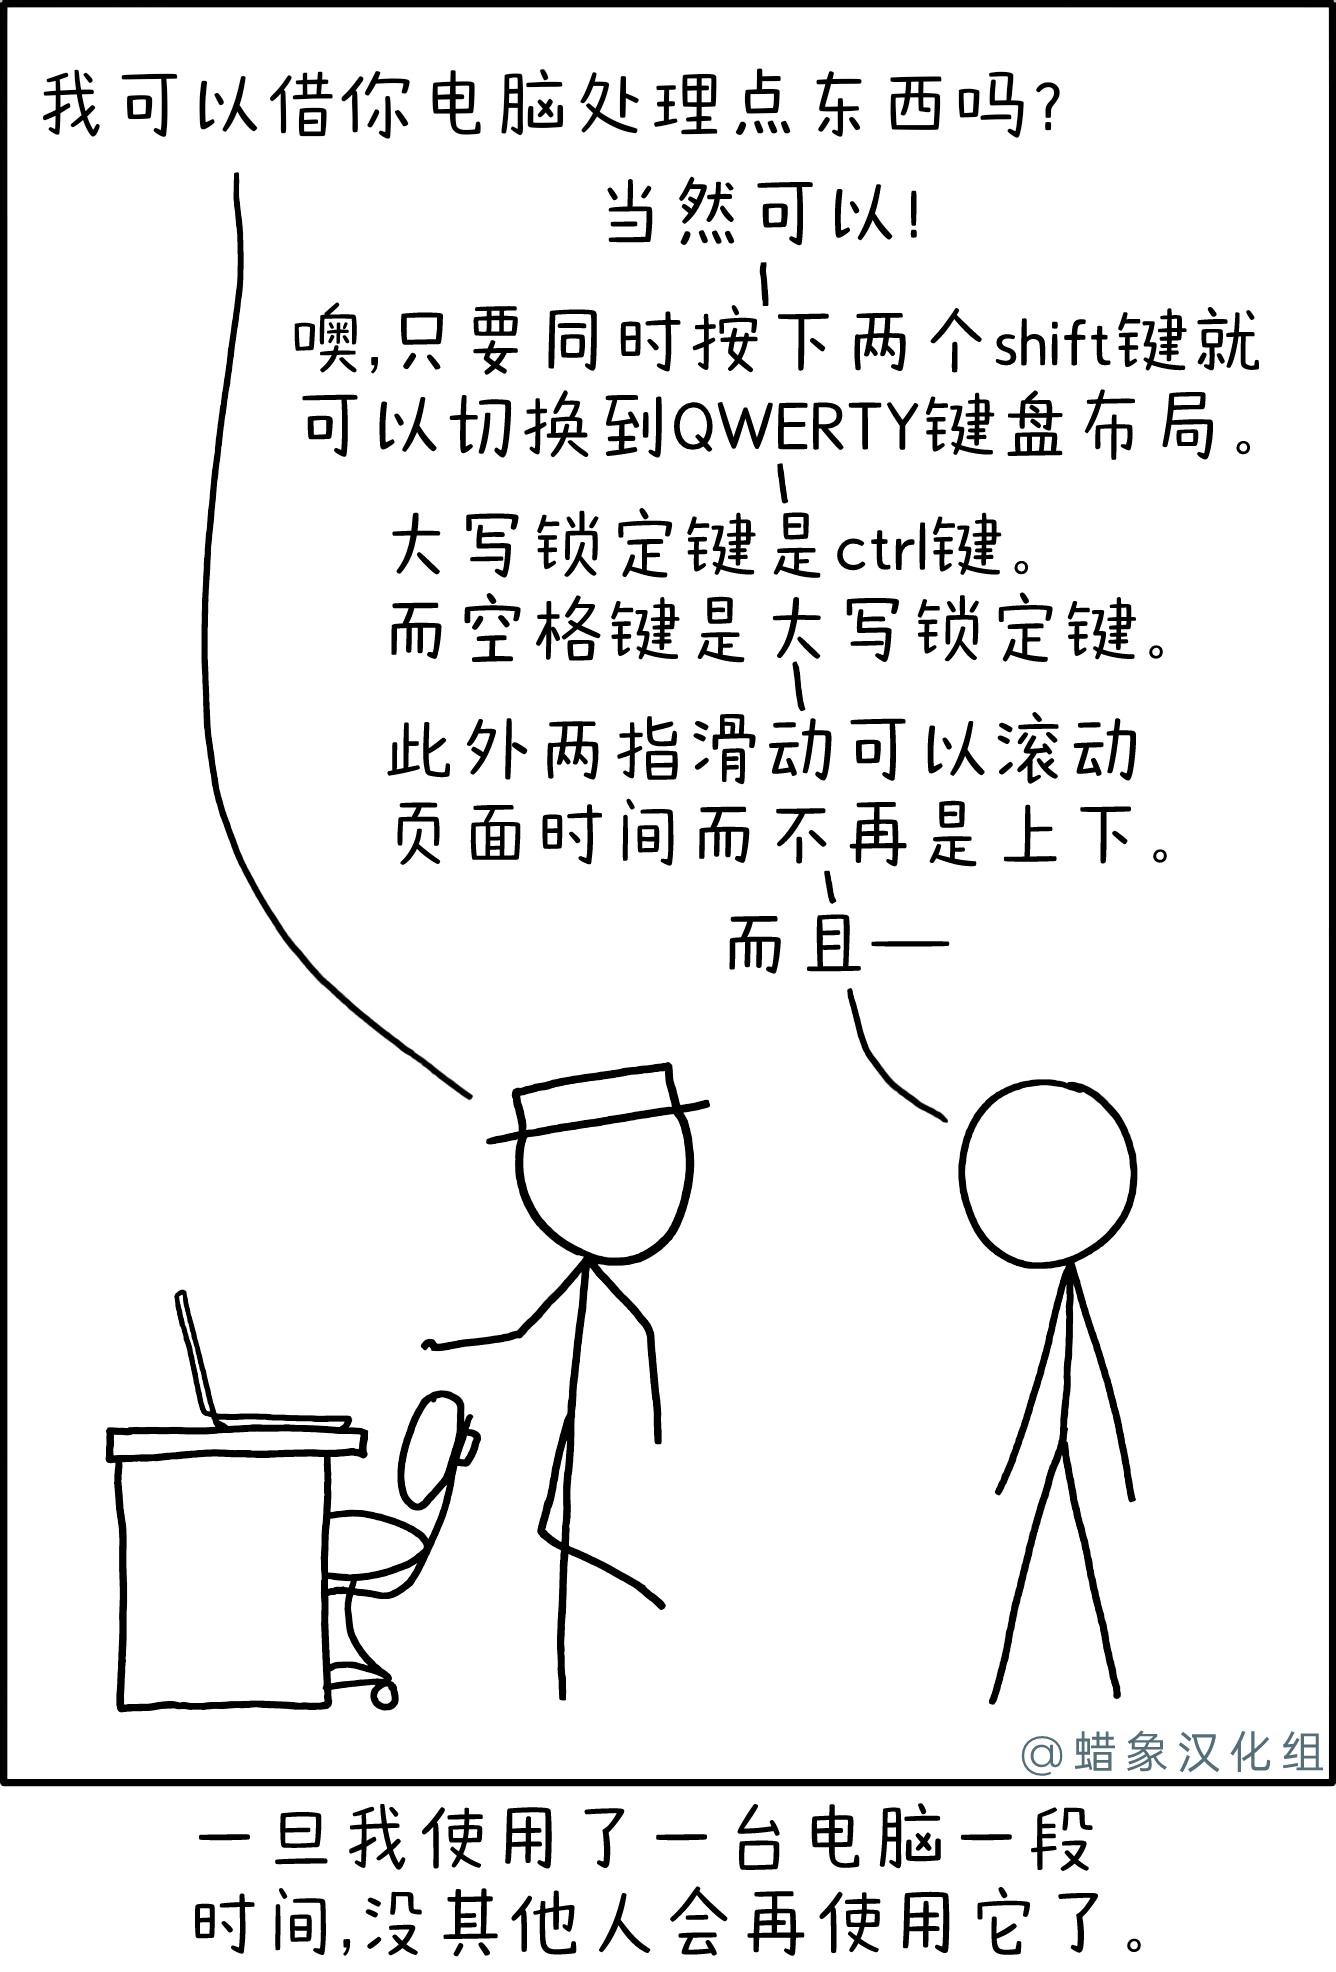 我可以借你电脑处理点东西吗?
当然可以!
噢,只要同时按下两个shift键就
可以切换到QWERTY键盘布局。
大写锁定键是ctrl键。
而空格键是大写锁定键。
此外两指滑动可以滚动
页面时间而不再是上下。
而且——
@蜡象汉化组
一旦我使用了一台电脑一段
时间,没其他人会再使用它了。